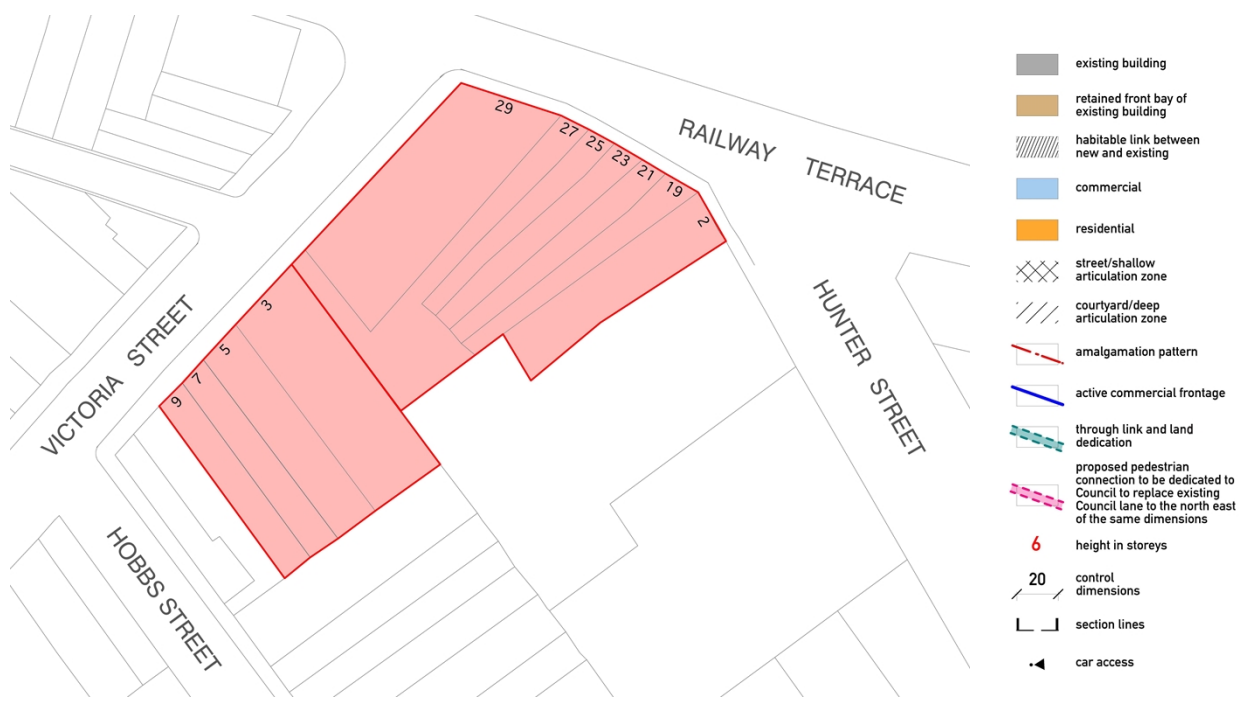 29
27
25
23
21
19
2
RAILWAY TERRACE
HUNTER STREET
3
5
7
9
VICTORIA STREET
HOBBS STREET
existing building
retained front bay of
existing building
habitable link between
new and existing
commercial
residential
street/shallow
articulation zone
courtyard/deep
articulation zone
amalgamation pattern
active commercial frontage
through link and land
dedication
proposed pedestrian
connection to be dedicated to
Council to replace existing
Council lane to the north east
of the same dimensions
6
height in storeys
20
control
dimensions
section lines
car access